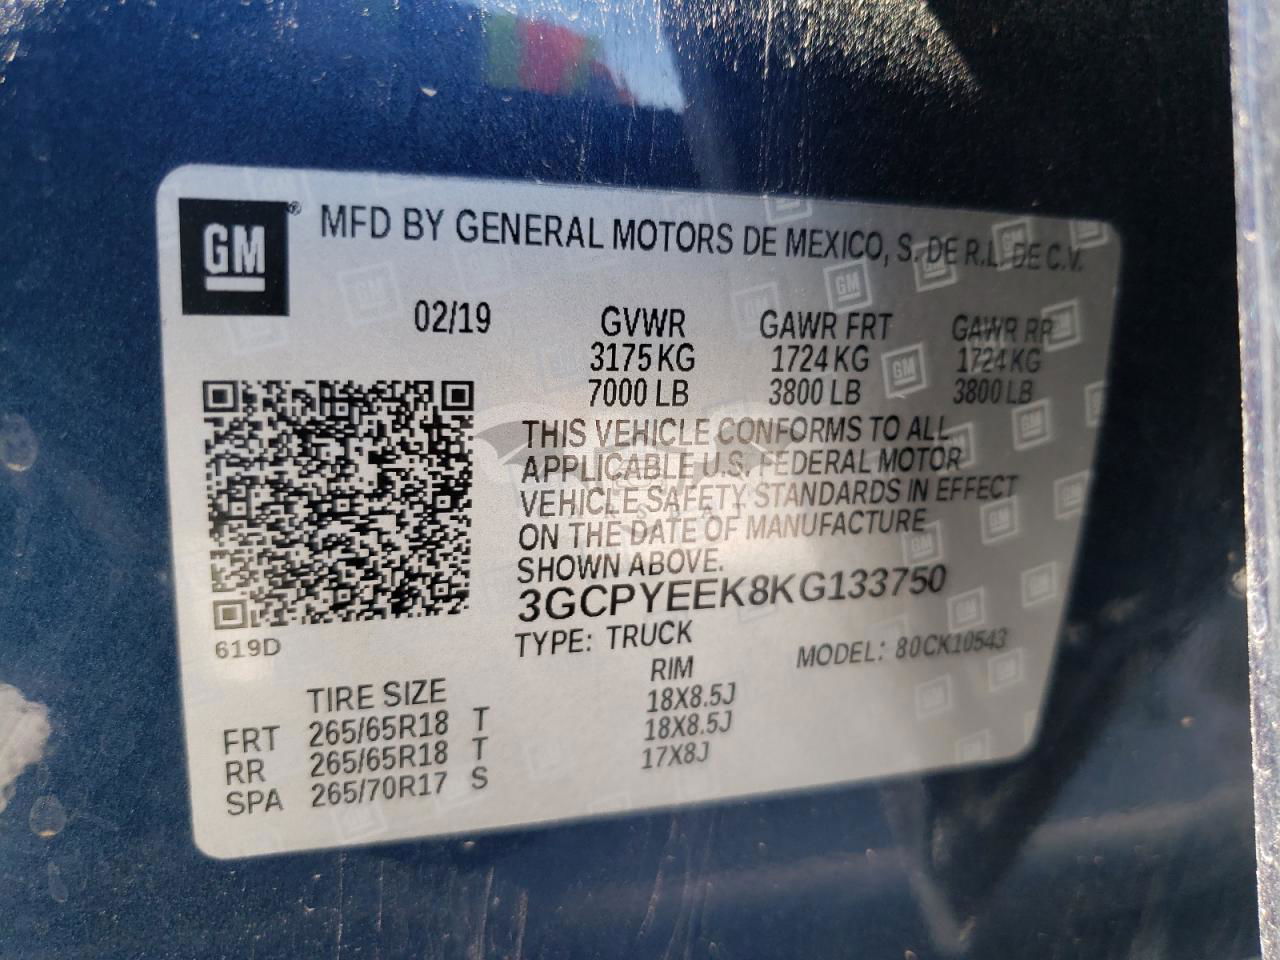 GM ® MFD BY GENERAL MOTORS DE MEXICO, S. DE R.L. DE C.V.
02/19 GVWR GAWR FRT GAWR RR
3175 KG 1724 KG 1724 KG
7000 LB 3800 LB 3800 LB
THIS VEHICLE CONFORMS TO ALL
APPLICABLE U.S. FEDERAL MOTOR
VEHICLE SAFETY STANDARDS IN EFFECT
ON THE DATE OF MANUFACTURE
SHOWN ABOVE.
3GCPYEEK8KG133750
619D
TYPE: TRUCK MODEL: 80CK10543
TIRE SIZE RIM
FRT 265/65R18 T 18X8.5J
RR 265/65R18 T 18X8.5J
SPA 265/70R17 S 17X8J